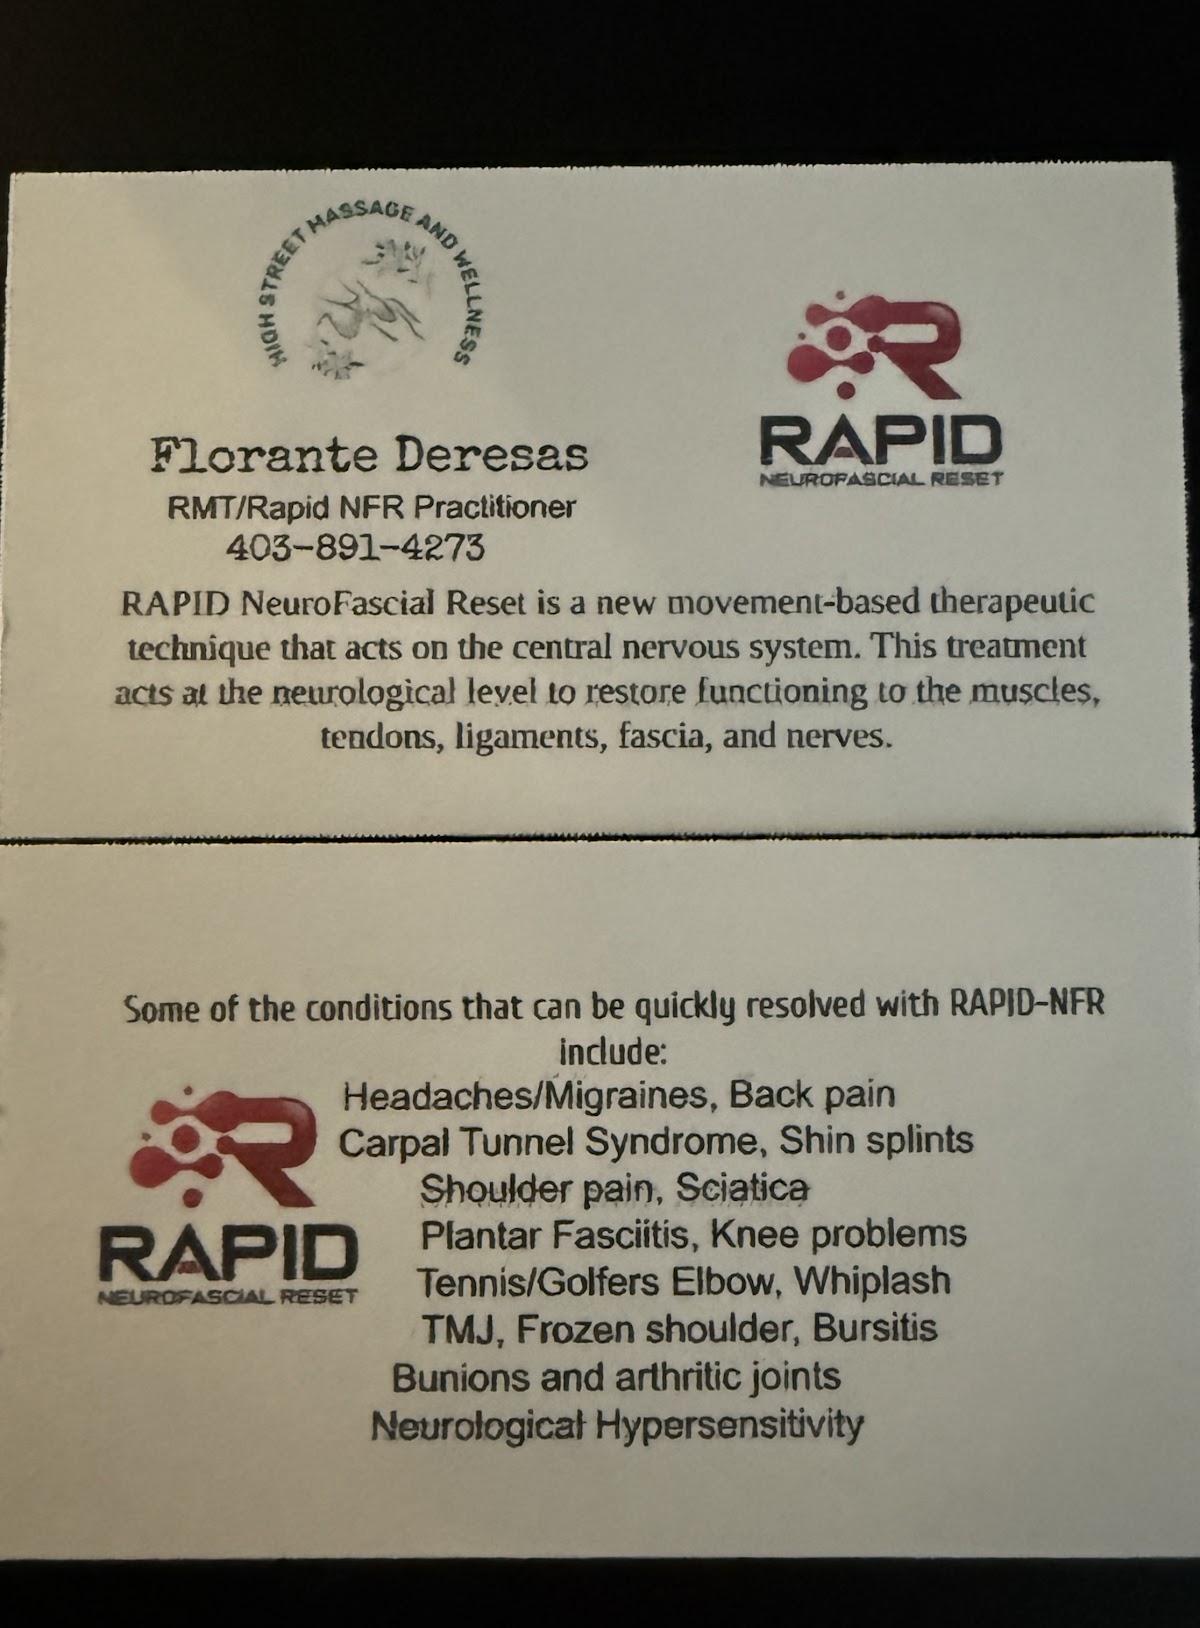 HIGH STREET MASSAGE AND WELLNESS
RAPID
NEUROFASCIAL RESET
Florante Deresas
RMT/Rapid NFR Practitioner
403-891-4273
RAPID NeuroFascial Reset is a new movement-based therapeutic
technique that acts on the central nervous system. This treatment
acts at the neurological level to restore functioning to the muscles,
tendons, ligaments, fascia, and nerves.
Some of the conditions that can be quickly resolved with RAPID-NFR
include:
Headaches/Migraines, Back pain
Carpal Tunnel Syndrome, Shin splints
Shoulder pain, Sciatica
Plantar Fasciitis, Knee problems
Tennis/Golfers Elbow, Whiplash
TMJ, Frozen shoulder, Bursitis
Bunions and arthritic joints
Neurological Hypersensitivity
RAPID
NEUROFASCIAL RESET